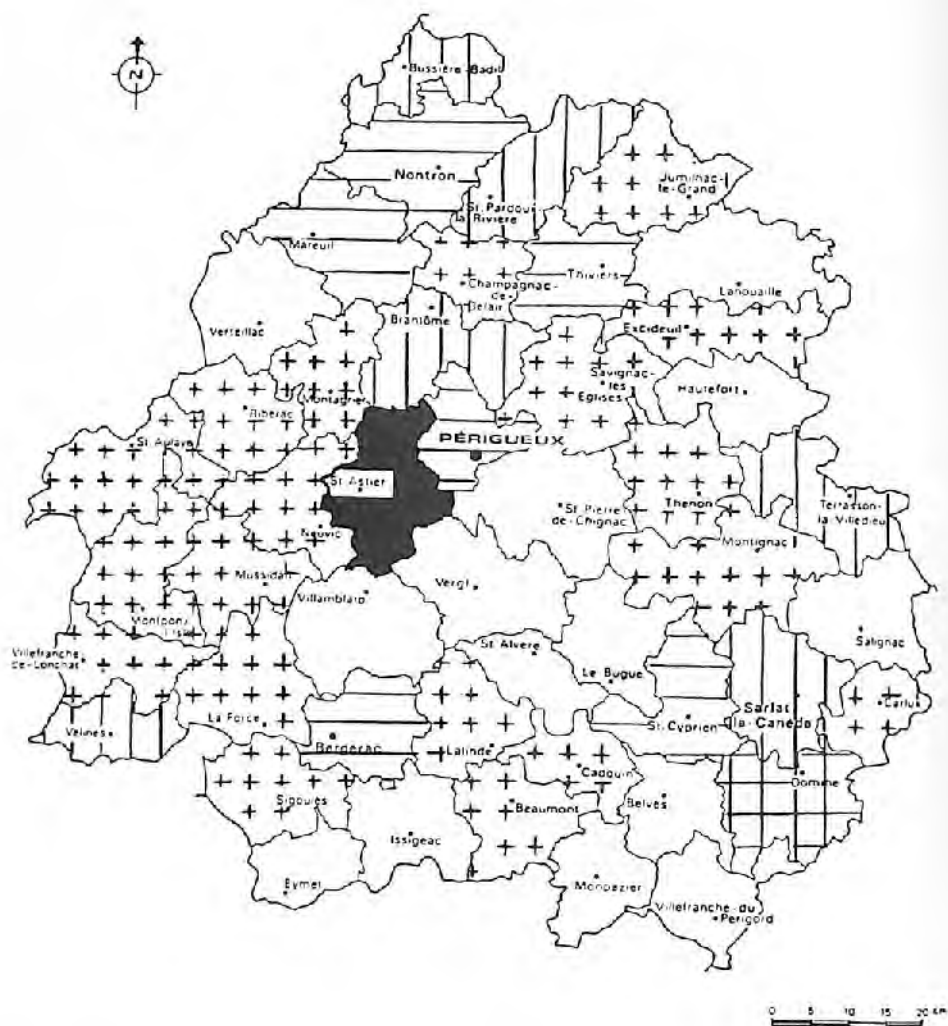 N
Bussière-Badil
Nontron
Jumilhac-
le-Grand
St. Pardoux
la Rivière
Mareuil
Thiviers
Champagnac-
de-
Belair
Lanouaille
Brantôme
Verteillac
Excideuil
Savignac-
les
Eglises
Hautefort
Montagrier
Ribérac
PÉRIGUEUX
St. Aulaye
St. Astier
Thenon
Terrasson-
la-Villedieu
St. Pierre
de-Chignac
Neuvic
Montignac
Mussidan
Vergt
Villamblard
Montpon
Salignac
Villefranche
de-Lonchat
St. Alvère
Le Bugue
Carlux
Sarlat
la-Canéda
La Force
St. Cyprien
Velines
Bergerac
Lalinde
Cadouin
Domme
Sigoulès
Beaumont
Belvès
Issigeac
Eymet
Monpazier
Villefranche-du
Périgord
0 5 10 15 20 KM